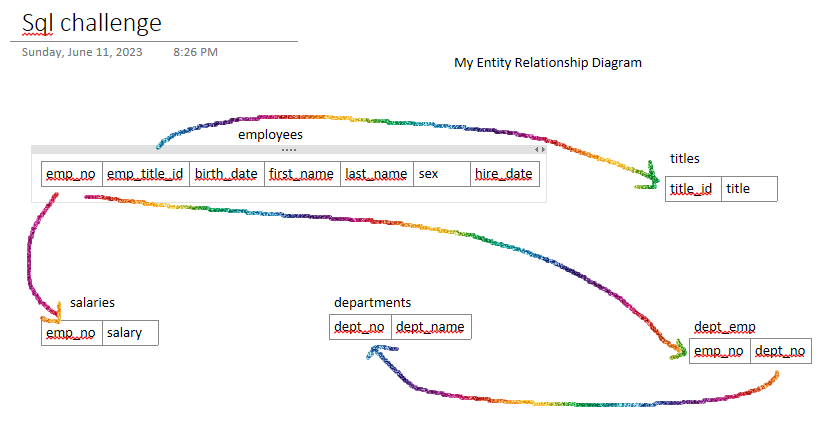 Sql challenge
Sunday, June 11, 2023 8:26 PM
My Entity Relationship Diagram
employees
emp_no emp_title_id birth_date first_name last_name sex hire_date
titles
title_id title
salaries
emp_no salary
departments
dept_no dept_name
dept_emp
emp_no dept_no